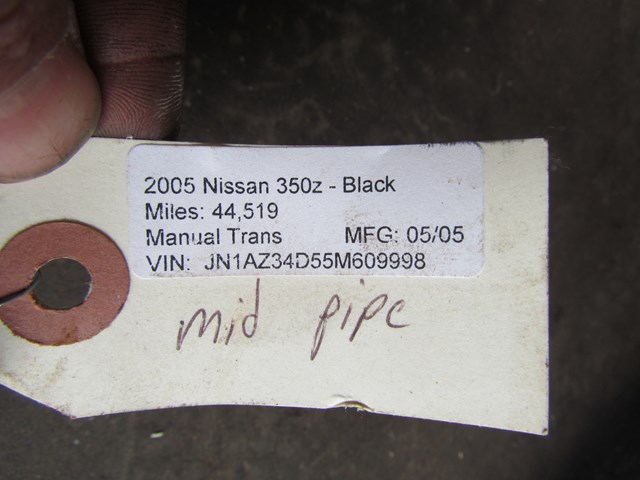 2005 Nissan 350z - Black
Miles: 44,519
Manual Trans MFG: 05/05
VIN: JN1AZ34D55M609998
mid pipe